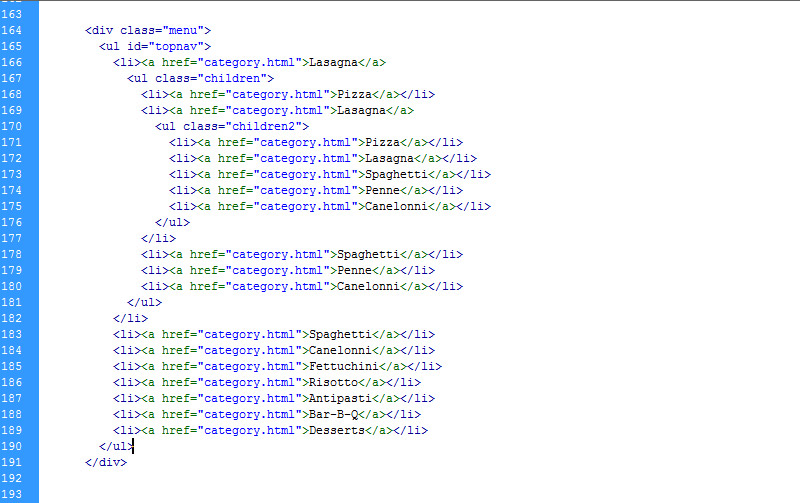 163
164 <div class="menu">
165 <ul id="topnav">
166 <li><a href="category.html">Lasagna</a>
167 <ul class="children">
168 <li><a href="category.html">Pizza</a></li>
169 <li><a href="category.html">Lasagna</a>
170 <ul class="children2">
171 <li><a href="category.html">Pizza</a></li>
172 <li><a href="category.html">Lasagna</a></li>
173 <li><a href="category.html">Spaghetti</a></li>
174 <li><a href="category.html">Penne</a></li>
175 <li><a href="category.html">Canelonni</a></li>
176 </ul>
177 </li>
178 <li><a href="category.html">Spaghetti</a></li>
179 <li><a href="category.html">Penne</a></li>
180 <li><a href="category.html">Canelonni</a></li>
181 </ul>
182 </li>
183 <li><a href="category.html">Spaghetti</a></li>
184 <li><a href="category.html">Canelonni</a></li>
185 <li><a href="category.html">Fettuchini</a></li>
186 <li><a href="category.html">Risotto</a></li>
187 <li><a href="category.html">Antipasti</a></li>
188 <li><a href="category.html">Bar-B-Q</a></li>
189 <li><a href="category.html">Desserts</a></li>
190 </ul>
191 </div>
192
193